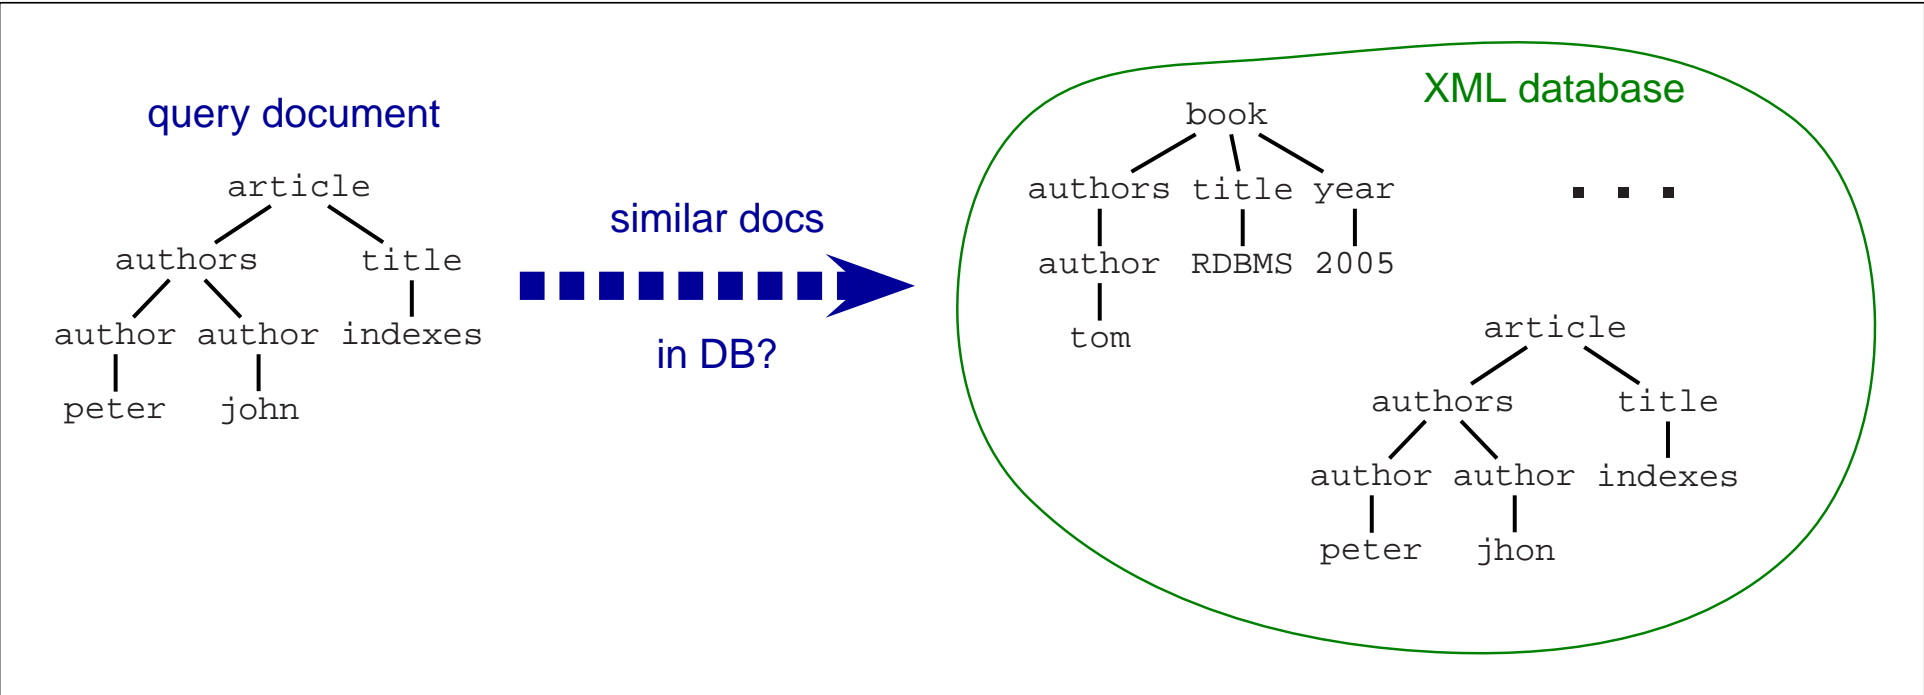 query document
article
authors title
author author indexes
peter john
similar docs
in DB?
XML database
book
authors title year
author RDBMS 2005
tom
. . .
article
authors title
author author indexes
peter jhon